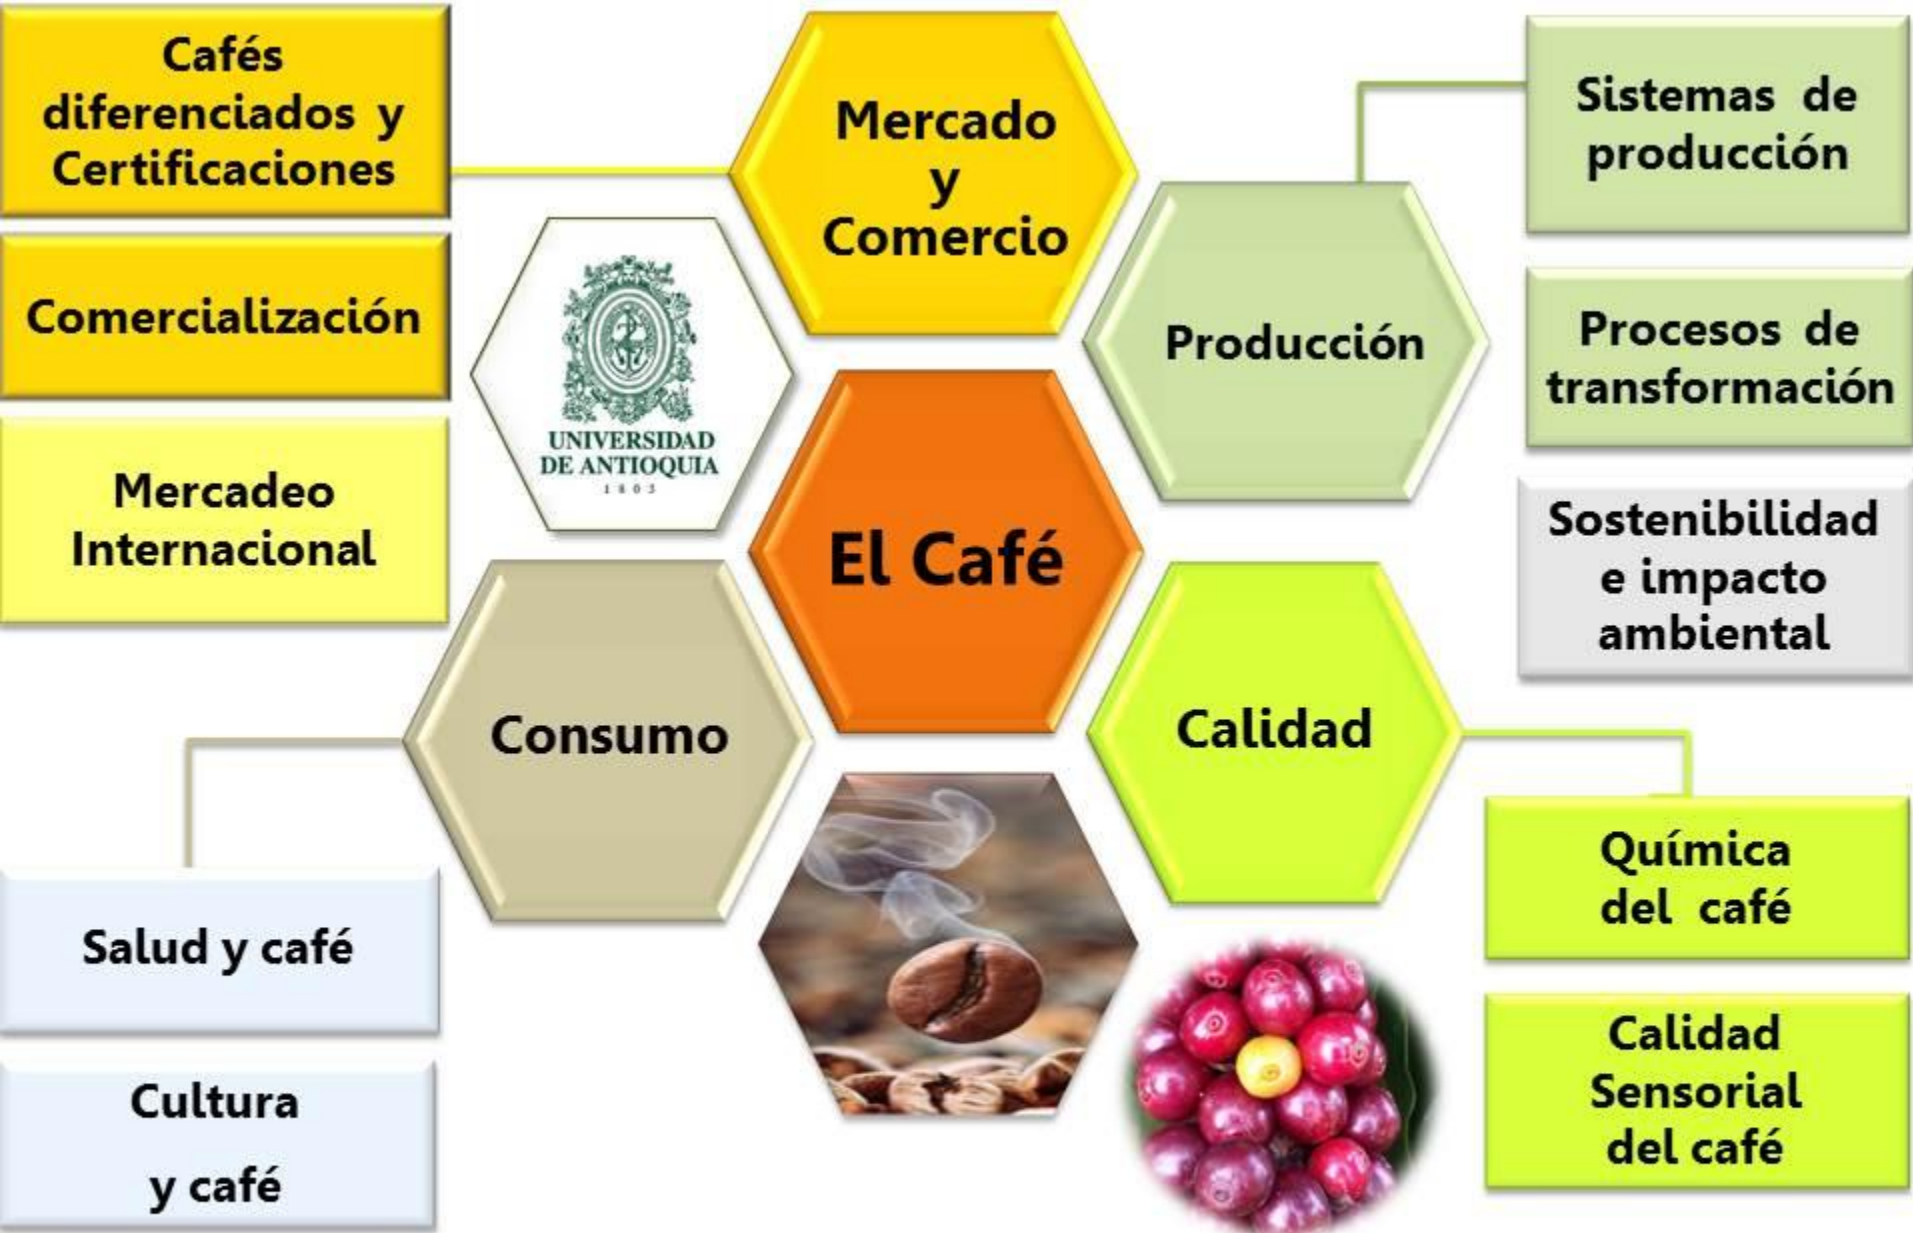 Cafés
diferenciados y
Certificaciones
Comercialización
Mercadeo
Internacional
Mercado
y
Comercio
UNIVERSIDAD
DE ANTIOQUIA
1803
Producción
Sistemas de
producción
Procesos de
transformación
Sostenibilidad
e impacto
ambiental
El Café
Consumo
Calidad
Salud y café
Cultura
y café
Química
del café
Calidad
Sensorial
del café